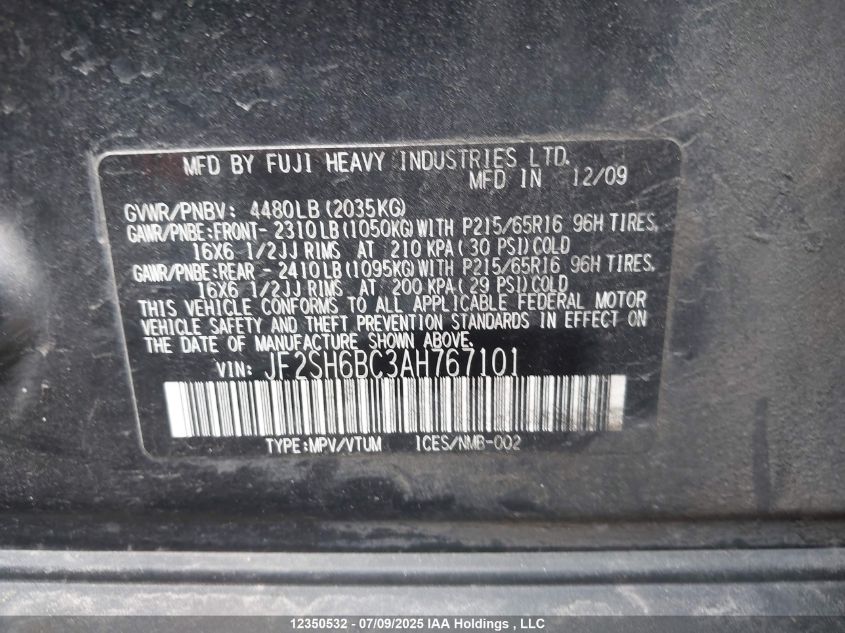 MFD BY FUJI HEAVY INDUSTRIES LTD.
MFD IN 12/09
GVWR/PNBV: 4480LB(2035KG)
GAWR/PNBE:FRONT- 2310LB(1050KG)WITH P215/65R16 96H TIRES,
16X6 1/2JJ RIMS AT 210 KPA( 30 PSI)COLD
GAWR/PNBE:REAR - 2410LB(1095KG)WITH P215/65R16 96H TIRES,
16X6 1/2JJ RIMS AT 200 KPA( 29 PSI)COLD
THIS VEHICLE CONFORMS TO ALL APPLICABLE FEDERAL MOTOR
VEHICLE SAFETY AND THEFT PREVENTION STANDARDS IN EFFECT ON
THE DATE OF MANUFACTURE SHOWN ABOVE.
VIN: JF2SH6BC3AH767101
TYPE:MPV/VTUM ICES/NMB-002
12350532 - 07/09/2025 IAA Holdings , LLC